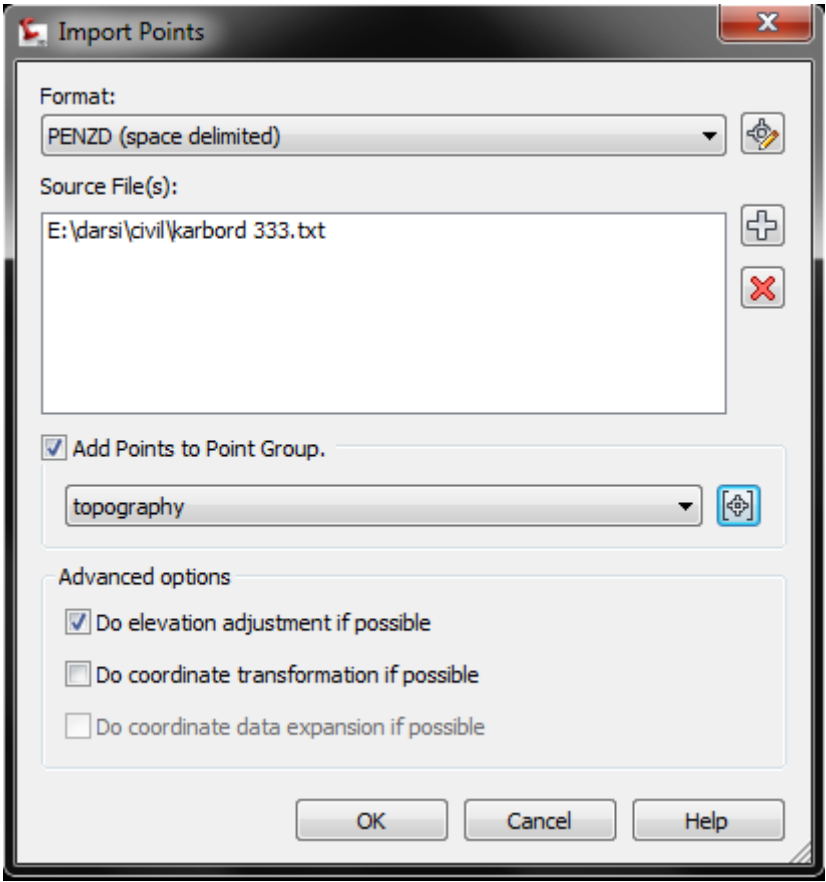 Import Points
Format:
PENZD (space delimited)
Source File(s):
E:\darsi\civil\karbord 333.txt
Add Points to Point Group.
topography
Advanced options
Do elevation adjustment if possible
Do coordinate transformation if possible
Do coordinate data expansion if possible
OK Cancel Help